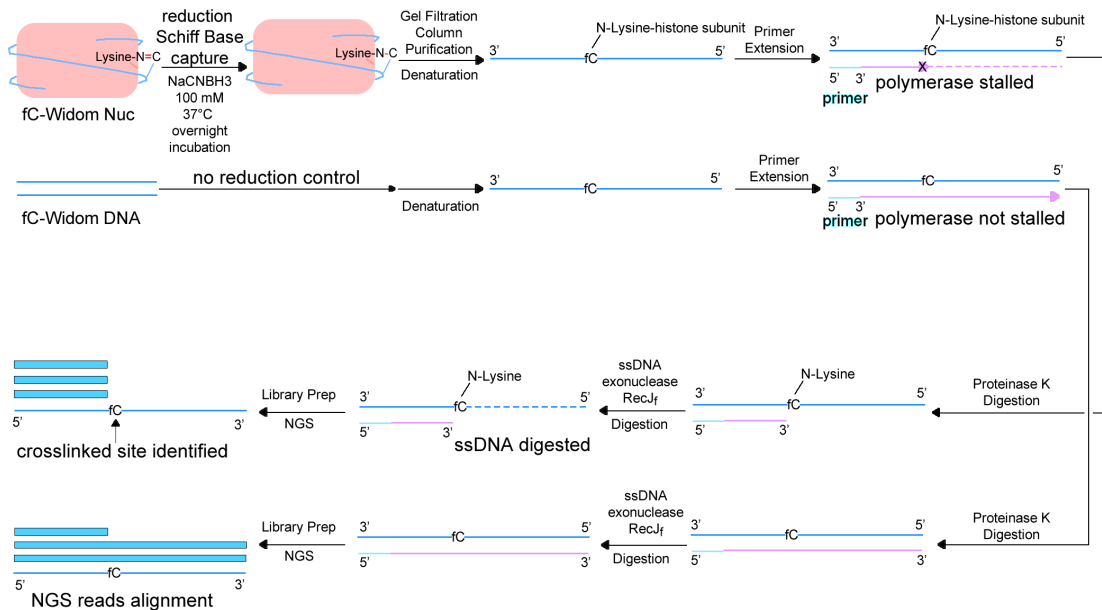 reduction
Schiff Base
capture
Lysine-N=C
NaCNBH3
100 mM
37°C
overnight
incubation
fC-Widom Nuc
Lysine-N-C
Gel Filtration
Column
Purification
Denaturation
N-Lysine-histone subunit
3’
5’
fC
Primer
Extension
N-Lysine-histone subunit
3’
5’
fC
X
5’ 3’
primer
polymerase stalled
fC-Widom DNA
no reduction control
Denaturation
3’
5’
fC
Primer
Extension
3’
5’
fC
5’ 3’
primer
polymerase not stalled
Proteinase K
Digestion
N-Lysine
3’
5’
fC
5’
3’
ssDNA
exonuclease
RecJf
Digestion
N-Lysine
3’
5’
fC
5’
3’
ssDNA digested
Library Prep
NGS
fC
5’
3’
crosslinked site identified
Proteinase K
Digestion
3’
5’
fC
5’
3’
ssDNA
exonuclease
RecJf
Digestion
3’
5’
fC
5’
3’
Library Prep
NGS
fC
5’
3’
NGS reads alignment